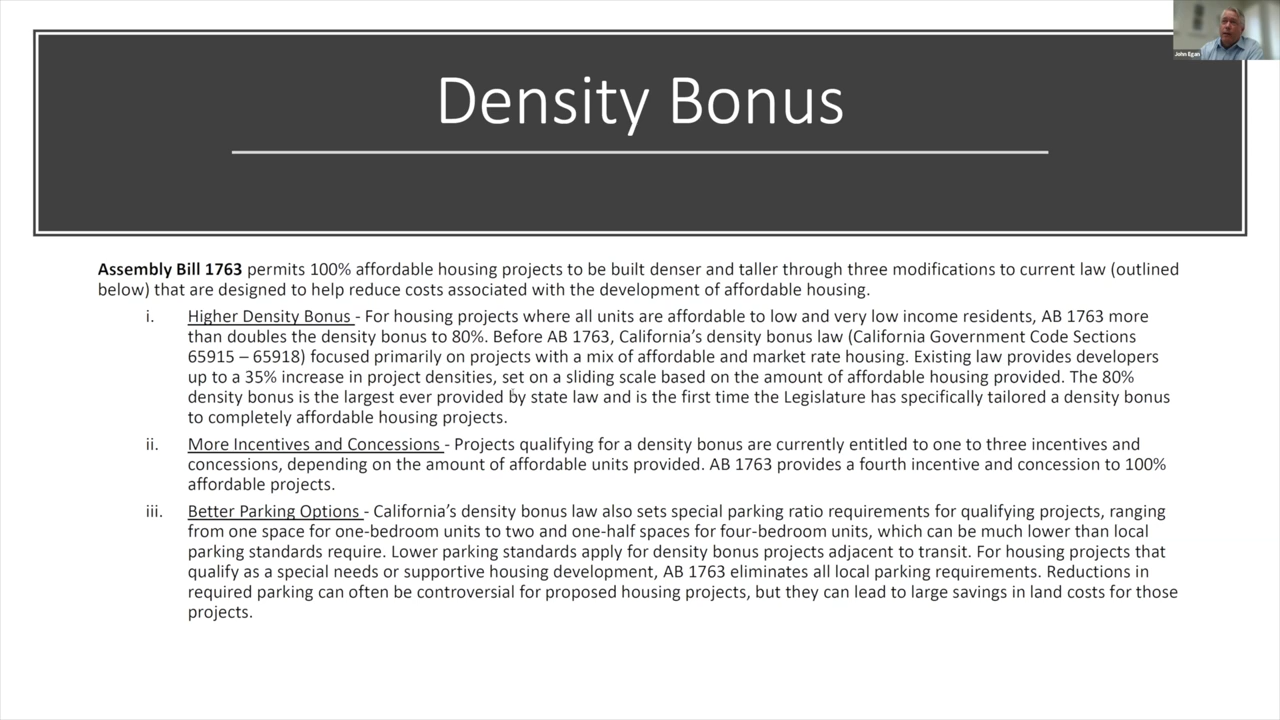 John Egan
Density Bonus
Assembly Bill 1763 permits 100% affordable housing projects to be built denser and taller through three modifications to current law (outlined
below) that are designed to help reduce costs associated with the development of affordable housing.
i. Higher Density Bonus - For housing projects where all units are affordable to low and very low income residents, AB 1763 more
than doubles the density bonus to 80%. Before AB 1763, California's density bonus law (California Government Code Sections
65915 – 65918) focused primarily on projects with a mix of affordable and market rate housing. Existing law provides developers
up to a 35% increase in project densities, set on a sliding scale based on the amount of affordable housing provided. The 80%
density bonus is the largest ever provided by state law and is the first time the Legislature has specifically tailored a density bonus
to completely affordable housing projects.
ii. More Incentives and Concessions - Projects qualifying for a density bonus are currently entitled to one to three incentives and
concessions, depending on the amount of affordable units provided. AB 1763 provides a fourth incentive and concession to 100%
affordable projects.
iii. Better Parking Options - California's density bonus law also sets special parking ratio requirements for qualifying projects, ranging
from one space for one-bedroom units to two and one-half spaces for four-bedroom units, which can be much lower than local
parking standards require. Lower parking standards apply for density bonus projects adjacent to transit. For housing projects that
qualify as a special needs or supportive housing development, AB 1763 eliminates all local parking requirements. Reductions in
required parking can often be controversial for proposed housing projects, but they can lead to large savings in land costs for those
projects.